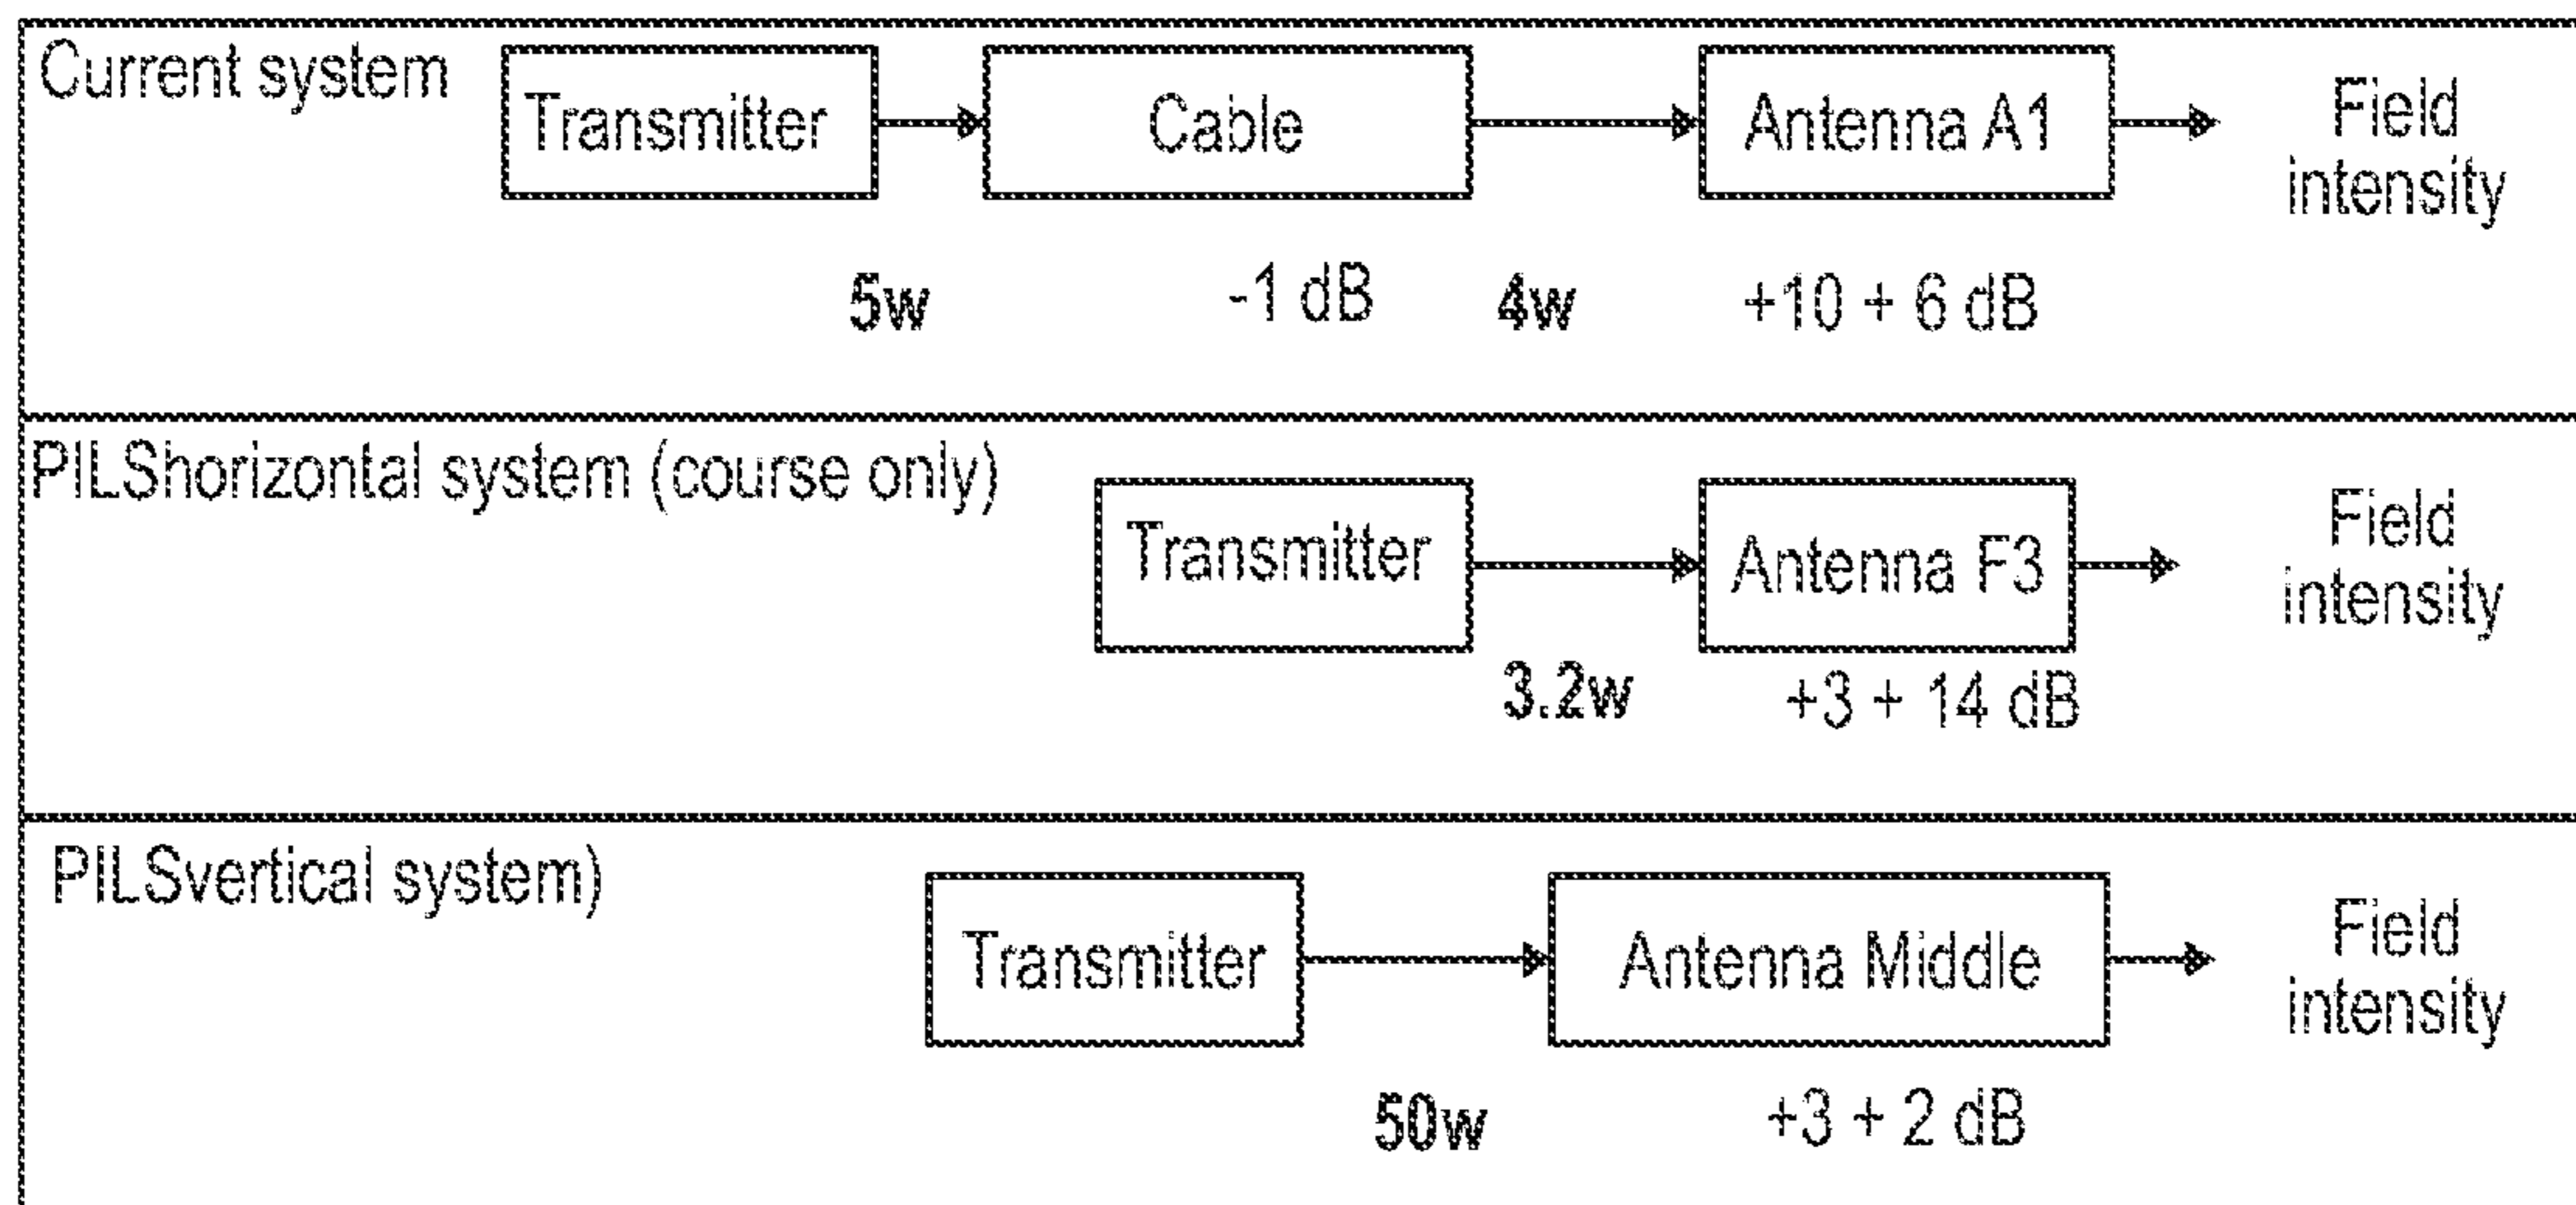 Current system
Transmitter
Cable
Antenna A1
Field
intensity
5w
-1 dB
4w
+10 + 6 dB
PILShorizontal system (course only)
Transmitter
Antenna F3
Field
intensity
3.2w
+3 + 14 dB
PILSvertical system)
Transmitter
Antenna Middle
Field
intensity
50w
+3 + 2 dB